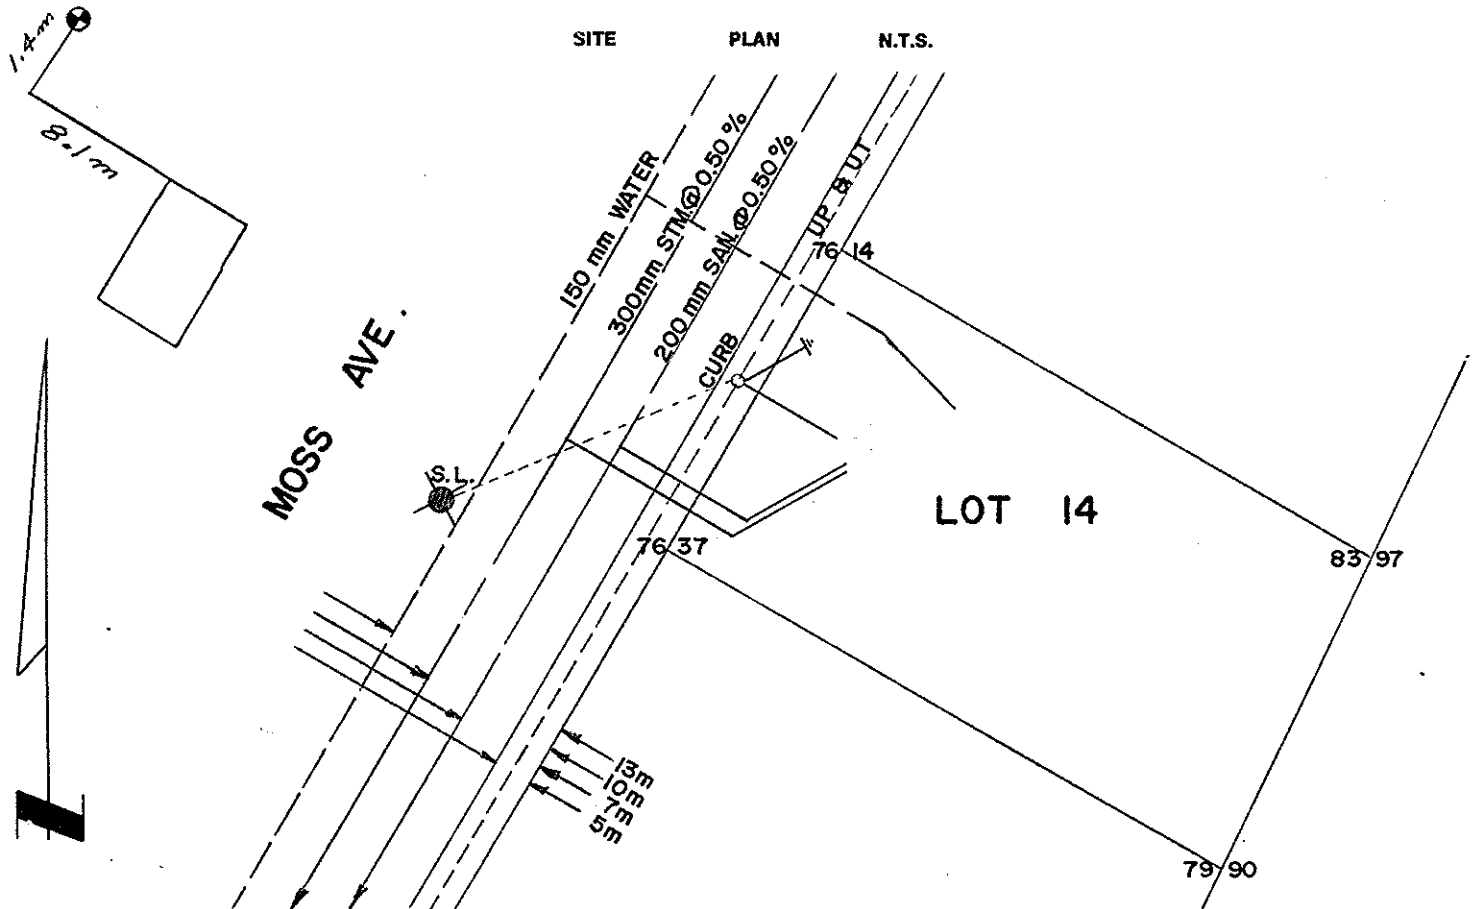 SITE PLAN N.T.S.
1.4m
8.1m
150 mm WATER
300mm STM. @ 0.50 %
200 mm SAN. @ 0.50 %
UP & UT
76 14
CURB
MOSS AVE.
S.L.
LOT 14
76 37
83 97
13m
10m
7m
5m
79 90